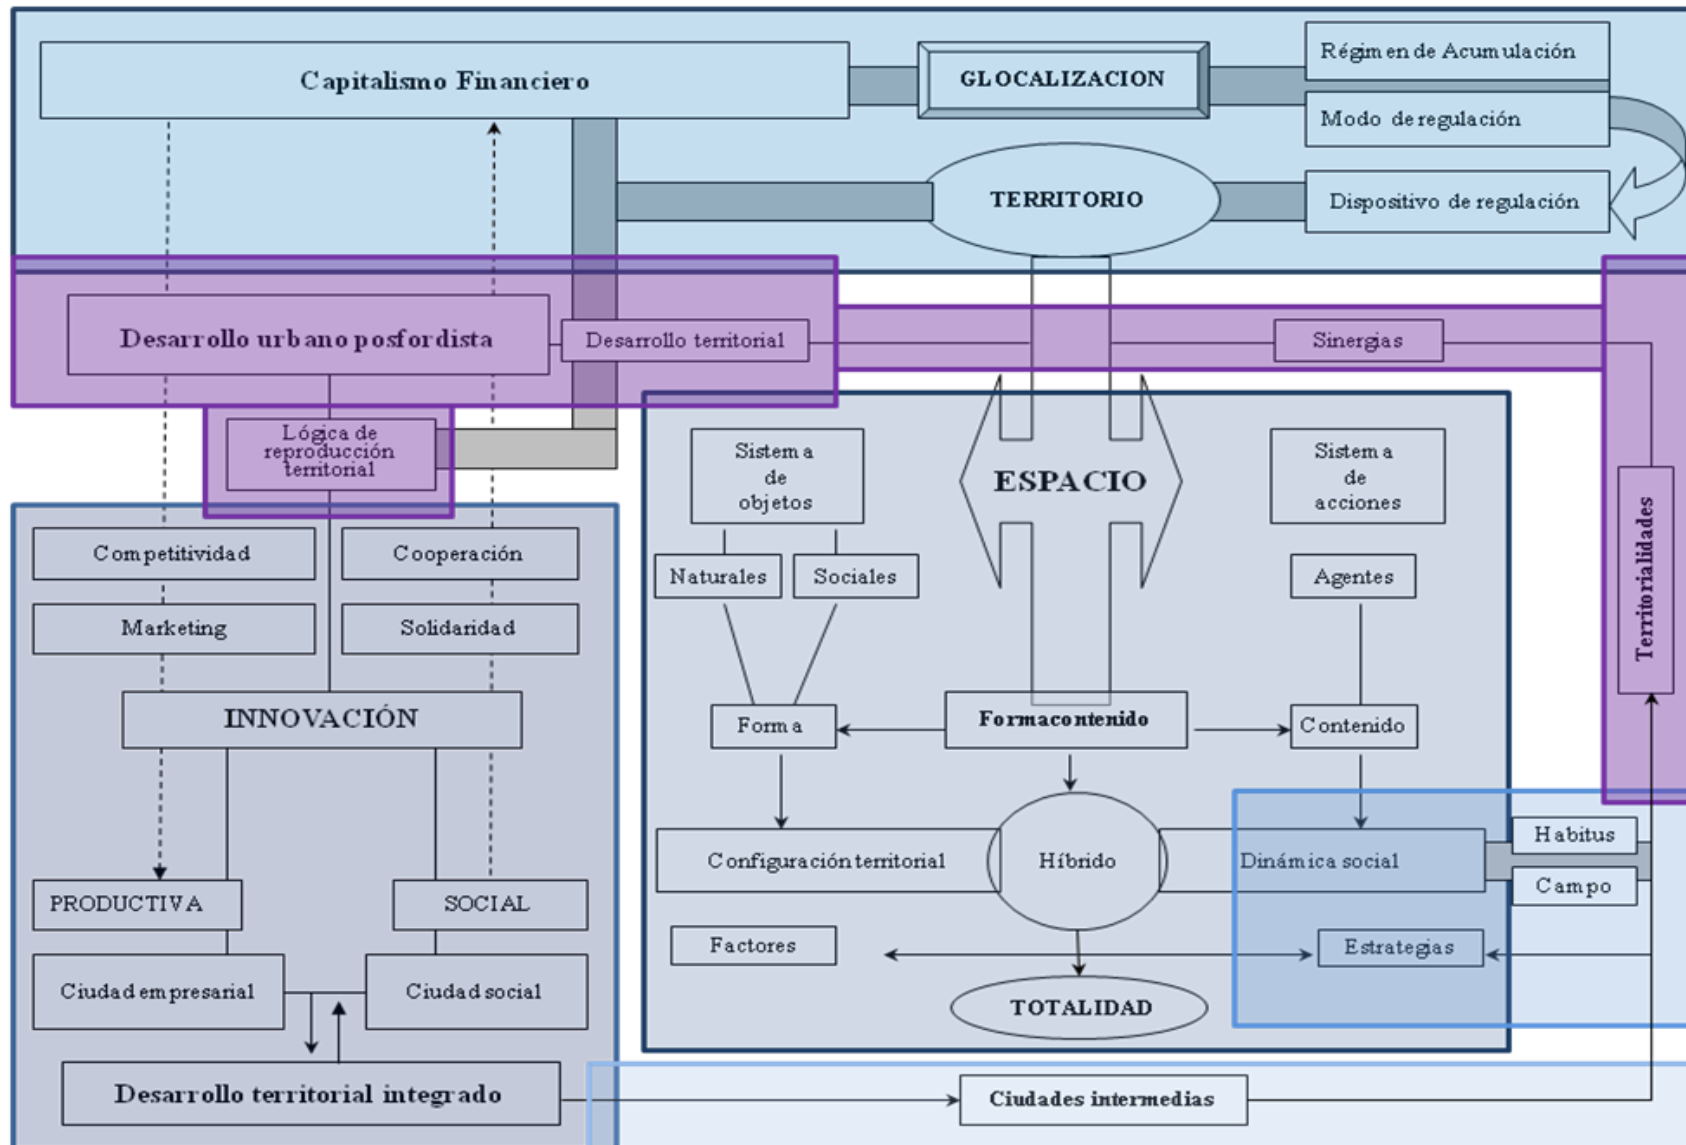 Capitalismo Financiero
GLOCALIZACION
Régimen de Acumulación
Modo de regulación
TERRITORIO
Dispositivo de regulación
Desarrollo urbano posfordista
Desarrollo territorial
Sinergias
Lógica de
reproducción
territorial
Sistema
de
objetos
ESPACIO
Sistema
de
acciones
Territorialidades
Competitividad
Cooperación
Naturales
Sociales
Agentes
Marketing
Solidaridad
INNOVACIÓN
Forma
Formacontenido
Contenido
Configuración territorial
Híbrido
Dinámica social
Habitus
Campo
PRODUCTIVA
SOCIAL
Factores
Estrategias
Ciudad empresarial
Ciudad social
TOTALIDAD
Desarrollo territorial integrado
Ciudades intermedias